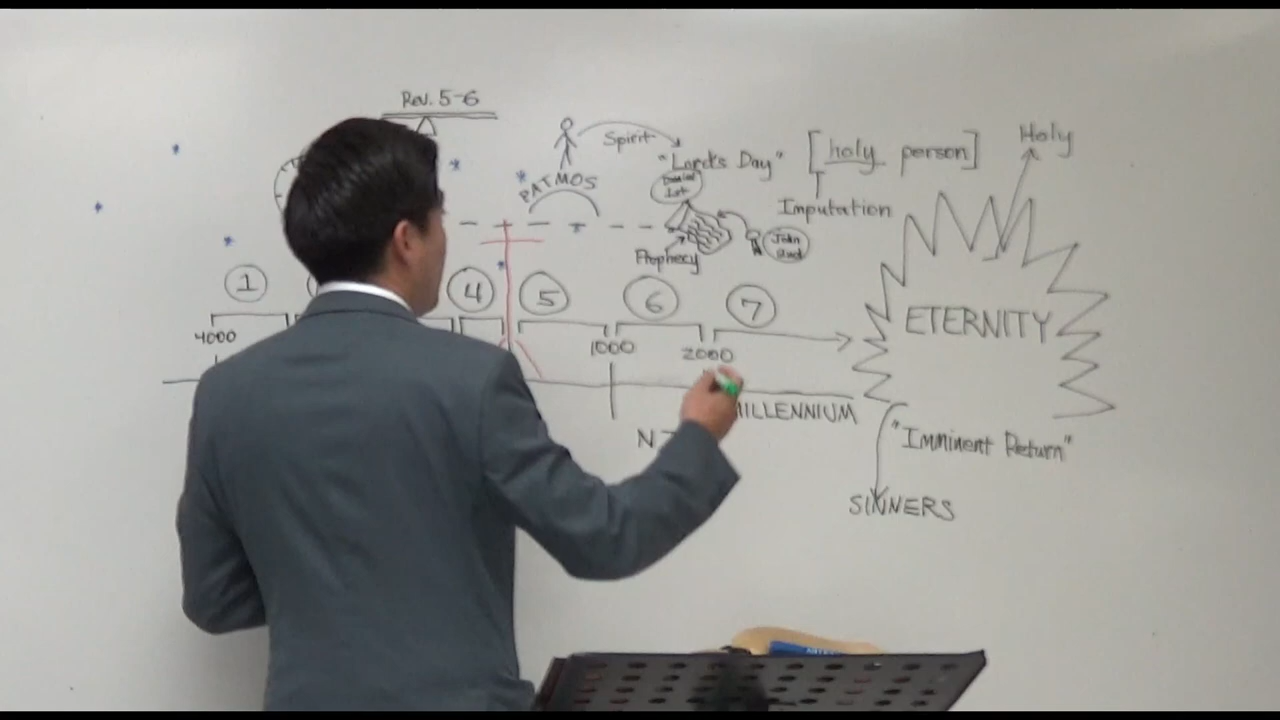 Rev. 5-6
Spirit
"Lord's Day"
[holy person]
Holy
PATMOS
Imputation
Prophecy
John
1
4
5
6
7
ETERNITY
4000
1000
2000
MILLENNIUM
N
"Imminent Return"
SINNERS